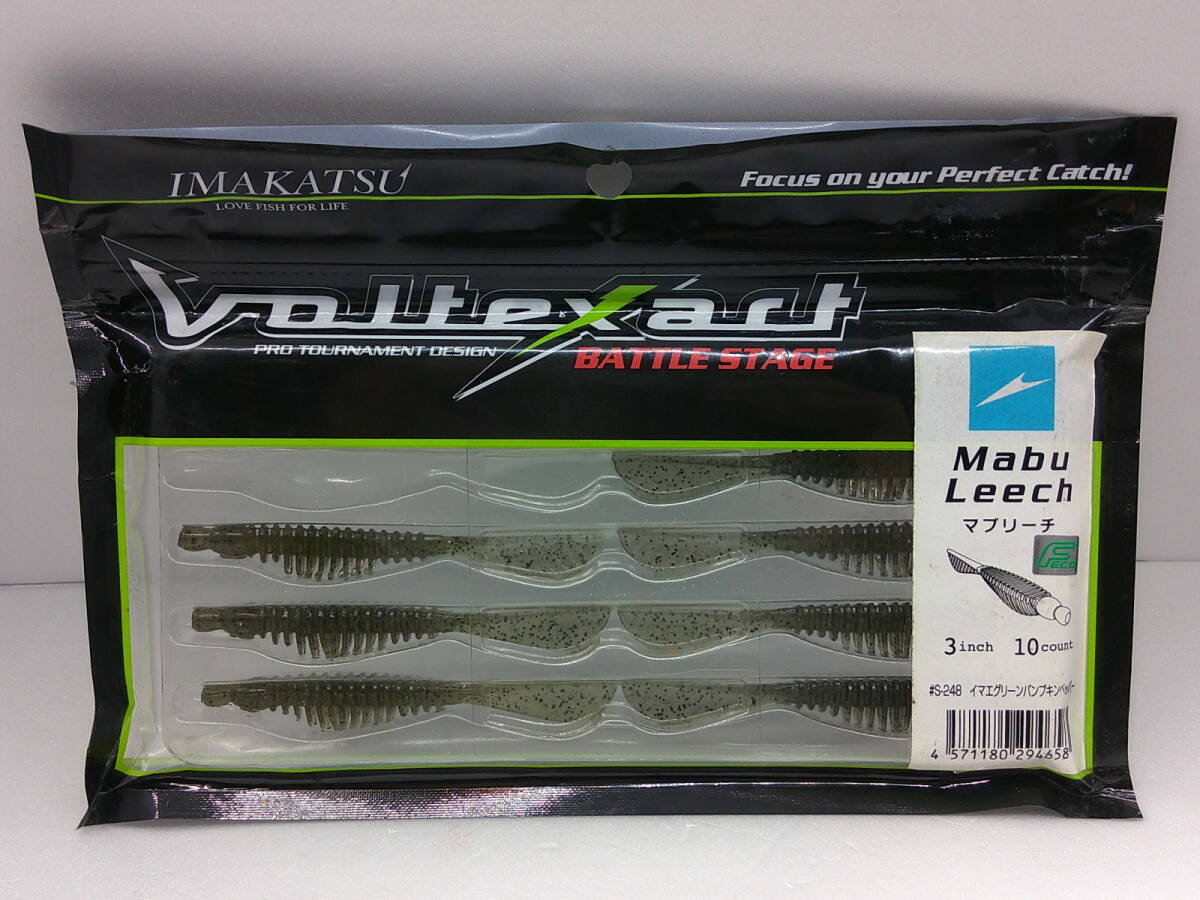 IMAKATSU
LOVE FISH FOR LIFE
Focus on your Perfect Catch!
Voltexart
PRO TOURNAMENT DESIGN
BATTLE STAGE
Mabu
Leech
マブリーチ
Feco
3inch 10count
#S-248 イマエグリーンパンプキンペッパー
4 571180 294658